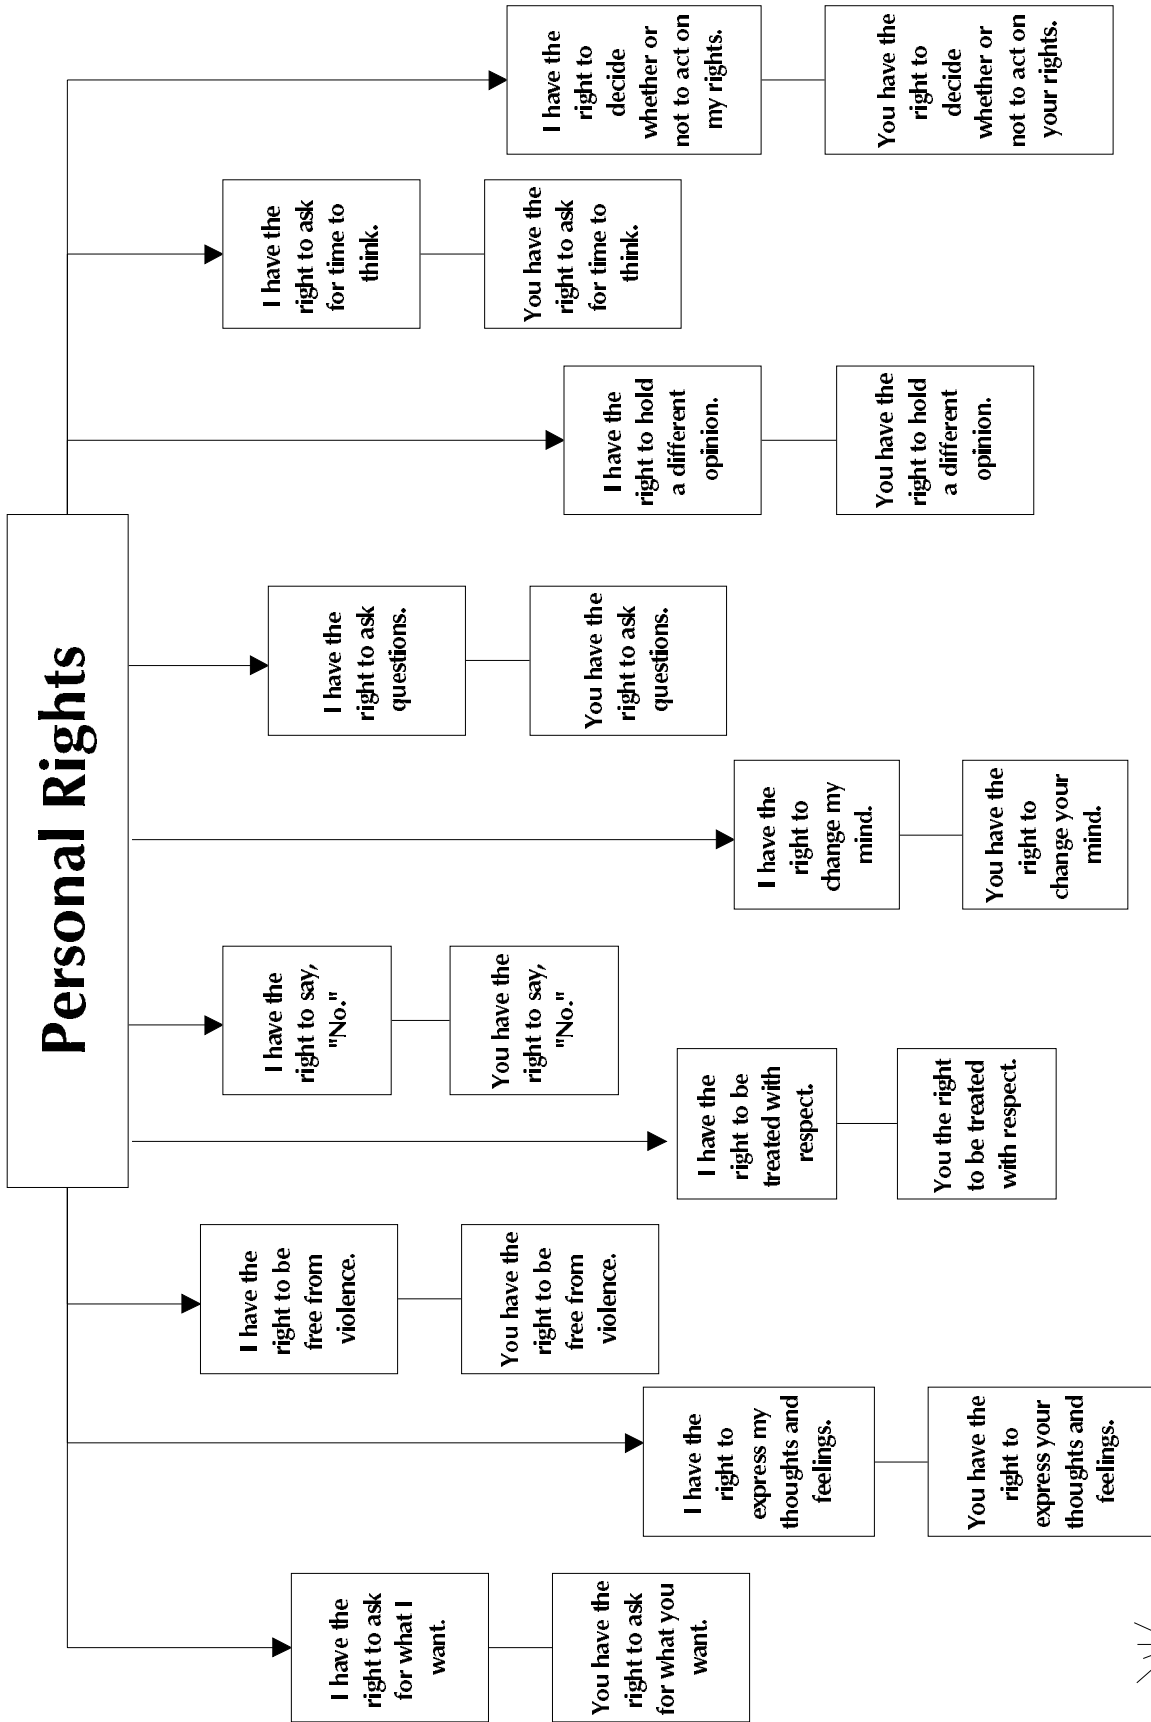 Personal Rights
I have the
right to ask
for what I
want.
You have the
right to ask
for what you
want.
I have the
right to
express my
thoughts and
feelings.
You have the
right to
express your
thoughts and
feelings.
I have the
right to be
free from
violence.
You have the
right to be
free from
violence.
I have the
right to be
treated with
respect.
You the right
to be treated
with respect.
I have the
right to say,
"No."
You have the
right to say,
"No."
I have the
right to
change my
mind.
You have the
right to
change your
mind.
I have the
right to ask
questions.
You have the
right to ask
questions.
I have the
right to hold
a different
opinion.
You have the
right to hold
a different
opinion.
I have the
right to ask
for time to
think.
You have the
right to ask
for time to
think.
I have the
right to
decide
whether or
not to act on
my rights.
You have the
right to
decide
whether or
not to act on
your rights.